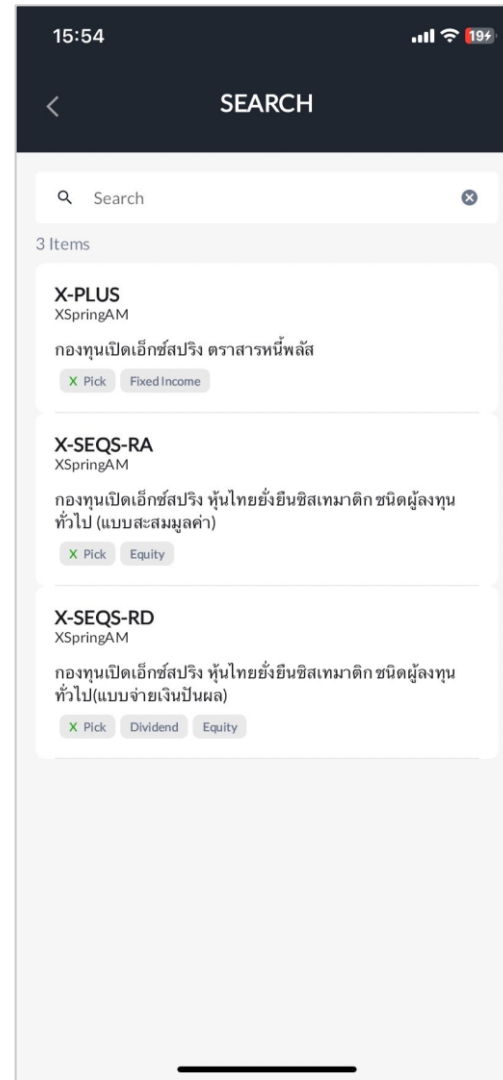 15:54
19
SEARCH
Search
3 Items
X-PLUS
XSpringAM
กองทุนเปิดเอ็กซ์สปริง ตราสารหนี้พลัส
X Pick Fixed Income
X-SEQS-RA
XSpringAM
กองทุนเปิดเอ็กซ์สปริง หุ้นไทยยั่งยืนซิสเทมาติก ชนิดผู้ลงทุน
ทั่วไป (แบบสะสมมูลค่า)
X Pick Equity
X-SEQS-RD
XSpringAM
กองทุนเปิดเอ็กซ์สปริง หุ้นไทยยั่งยืนซิสเทมาติก ชนิดผู้ลงทุน
ทั่วไป(แบบจ่ายเงินปันผล)
X Pick Dividend Equity